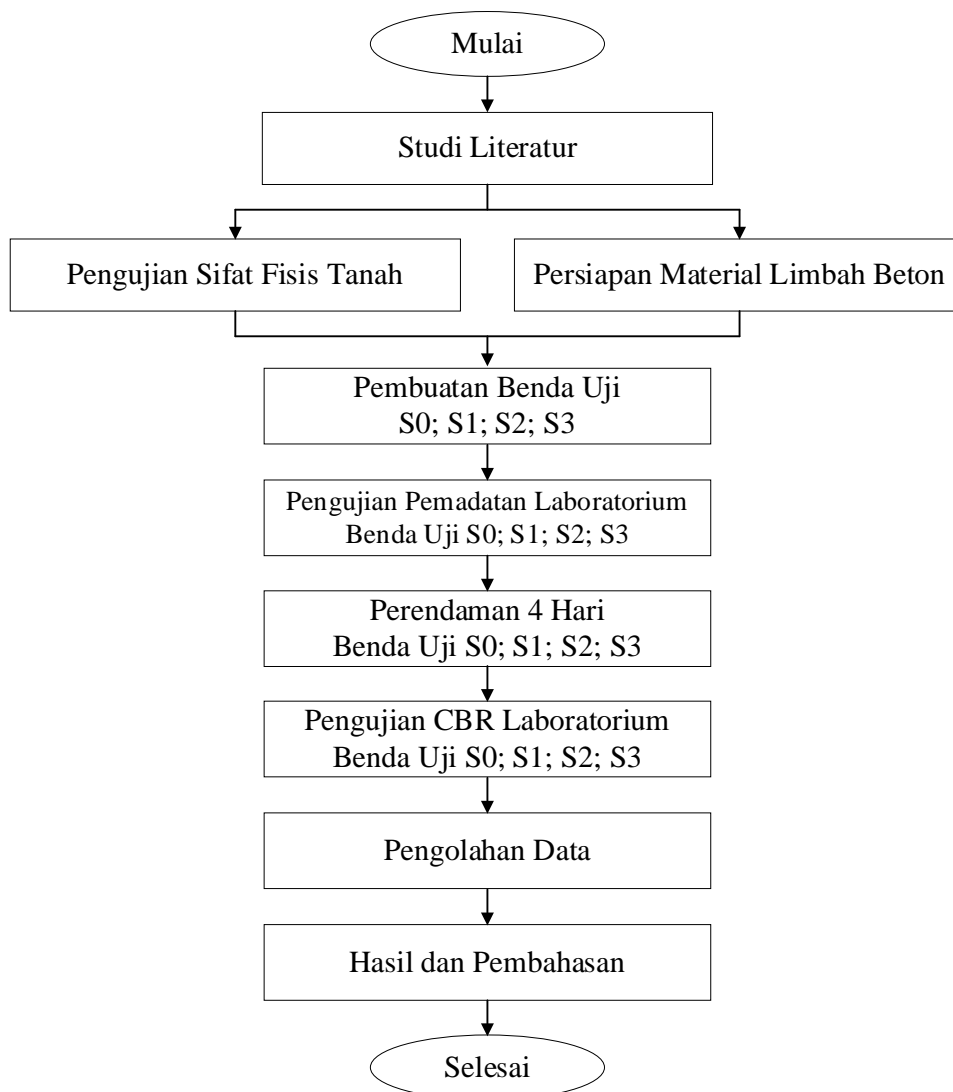 Mulai
Studi Literatur
Pengujian Sifat Fisis Tanah
Persiapan Material Limbah Beton
Pembuatan Benda Uji
S0; S1; S2; S3
Pengujian Pemadatan Laboratorium
Benda Uji S0; S1; S2; S3
Perendaman 4 Hari
Benda Uji S0; S1; S2; S3
Pengujian CBR Laboratorium
Benda Uji S0; S1; S2; S3
Pengolahan Data
Hasil dan Pembahasan
Selesai